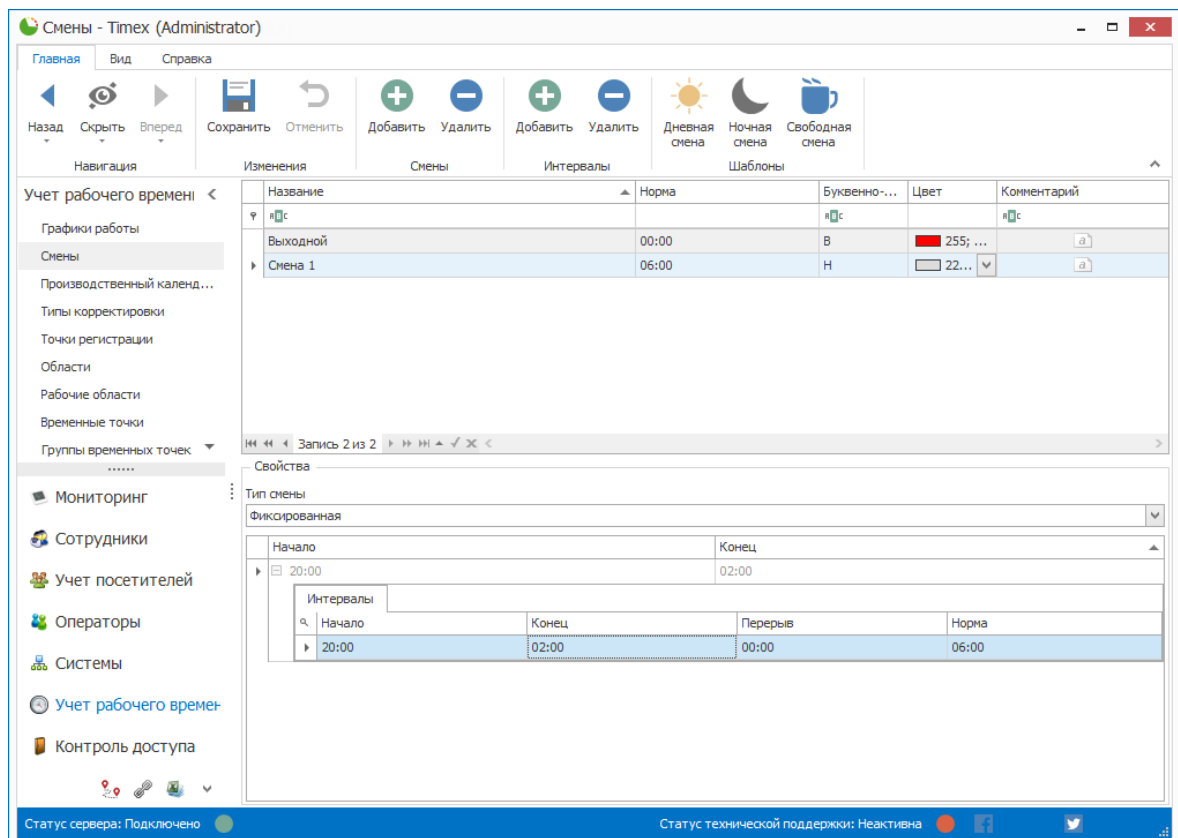 Смены - Timex (Administrator)
Главная Вид Справка
Назад Скрыть Вперед Сохранить Отменить Добавить Удалить Добавить Удалить Дневная смена Ночная смена Свободная смена
Навигация Изменения Смены Интервалы Шаблоны
Учет рабочего времени
Графики работы
Смены
Производственный календ...
Типы корректировки
Точки регистрации
Области
Рабочие области
Временные точки
Группы временных точек
Мониторинг
Сотрудники
Учет посетителей
Операторы
Системы
Учет рабочего времен
Контроль доступа
Название Норма Буквенно-... Цвет Комментарий
Выходной 00:00 В 255; ...
Смена 1 06:00 Н 22...
Запись 2 из 2
Свойства
Тип смены
Фиксированная
Начало Конец
20:00 02:00
Интервалы
Начало Конец Перерыв Норма
20:00 02:00 00:00 06:00
Статус сервера: Подключено Статус технической поддержки: Неактивна